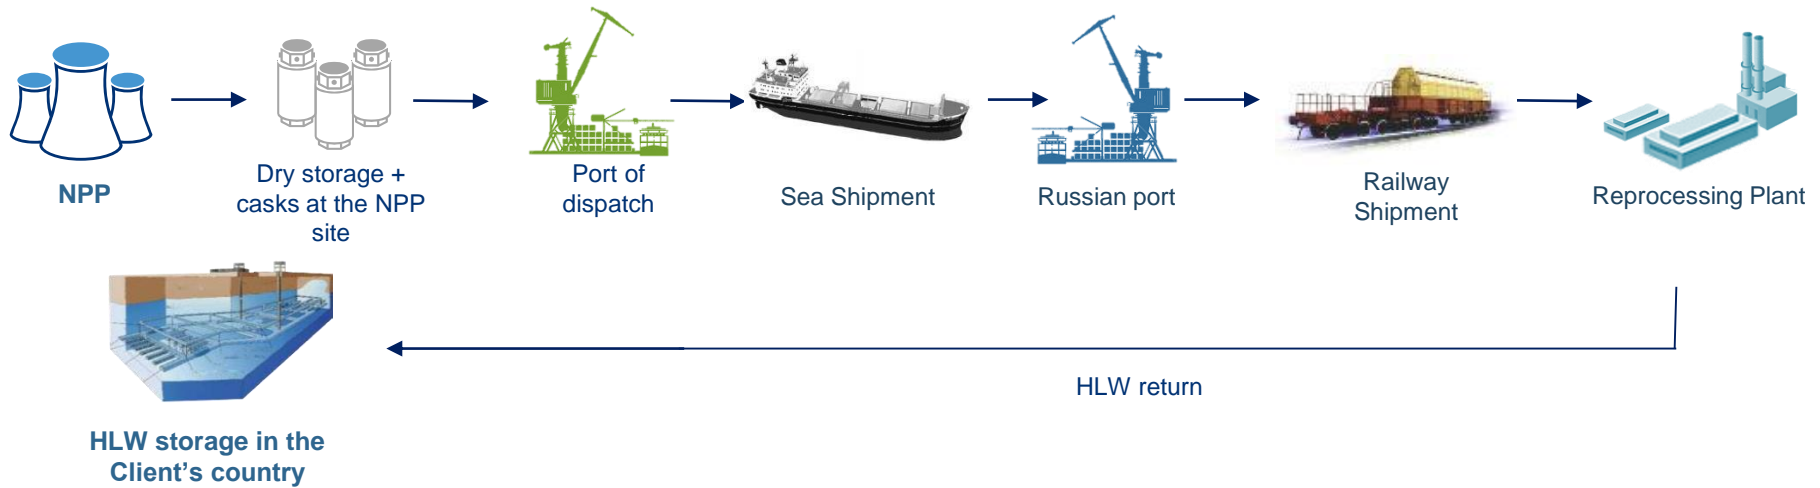 NPP
Dry storage +
casks at the NPP
site
Port of
dispatch
Sea Shipment
Russian port
Railway
Shipment
Reprocessing Plant
HLW return
HLW storage in the
Client's country